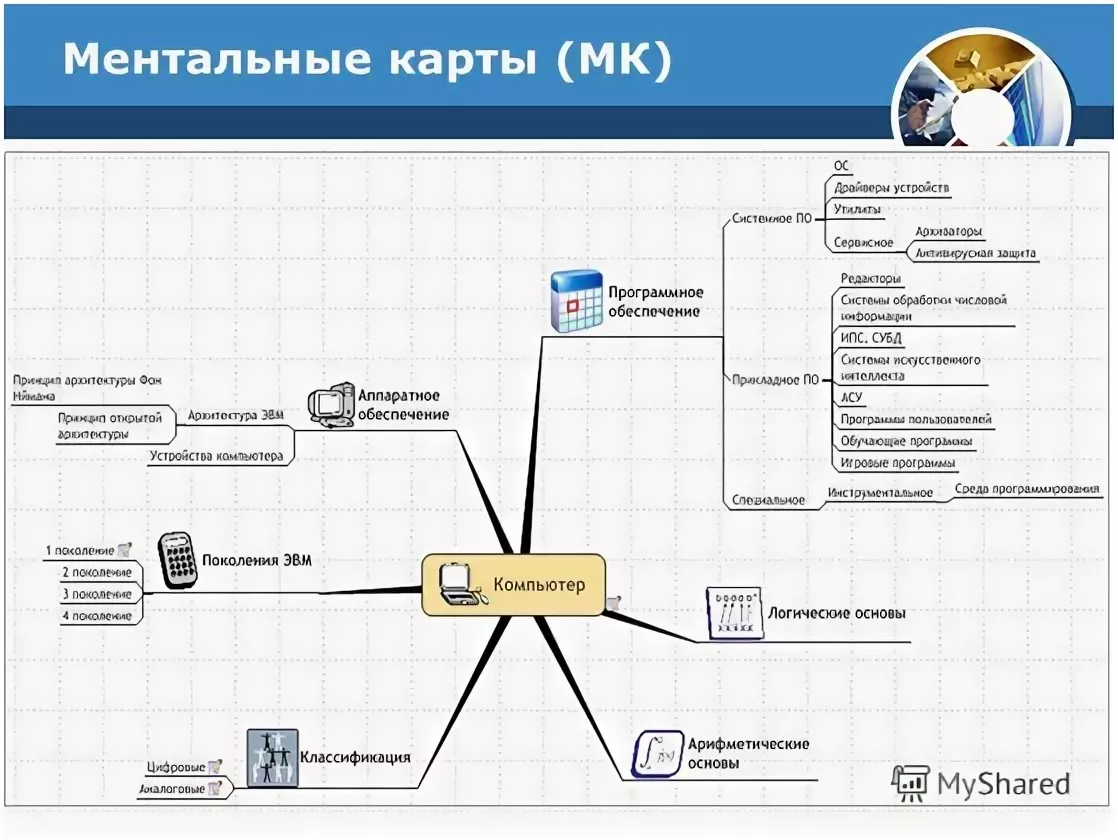 Ментальные карты (МК)
ОС
Драйверы устройств
Системное ПО
Утилиты
Сервисное
Архиваторы
Антивирусная защита
Программное
обеспечение
Редакторы
Системы обработки числовой
информации
ИПС, СУБД
Прикладное ПО
Системы искусственного
интеллекта
АСУ
Программы пользователей
Обучающие программы
Игровые программы
Специальное
Инструментальное
Среда программирования
Аппаратное
обеспечение
Принцип архитектуры Фон
Неймана
Архитектура ЭВМ
Принцип открытой
архитектуры
Устройства компьютера
Поколения ЭВМ
1 поколение
2 поколение
3 поколение
4 поколение
Компьютер
Логические основы
Классификация
Цифровые
Аналоговые
Арифметические
основы
MyShared